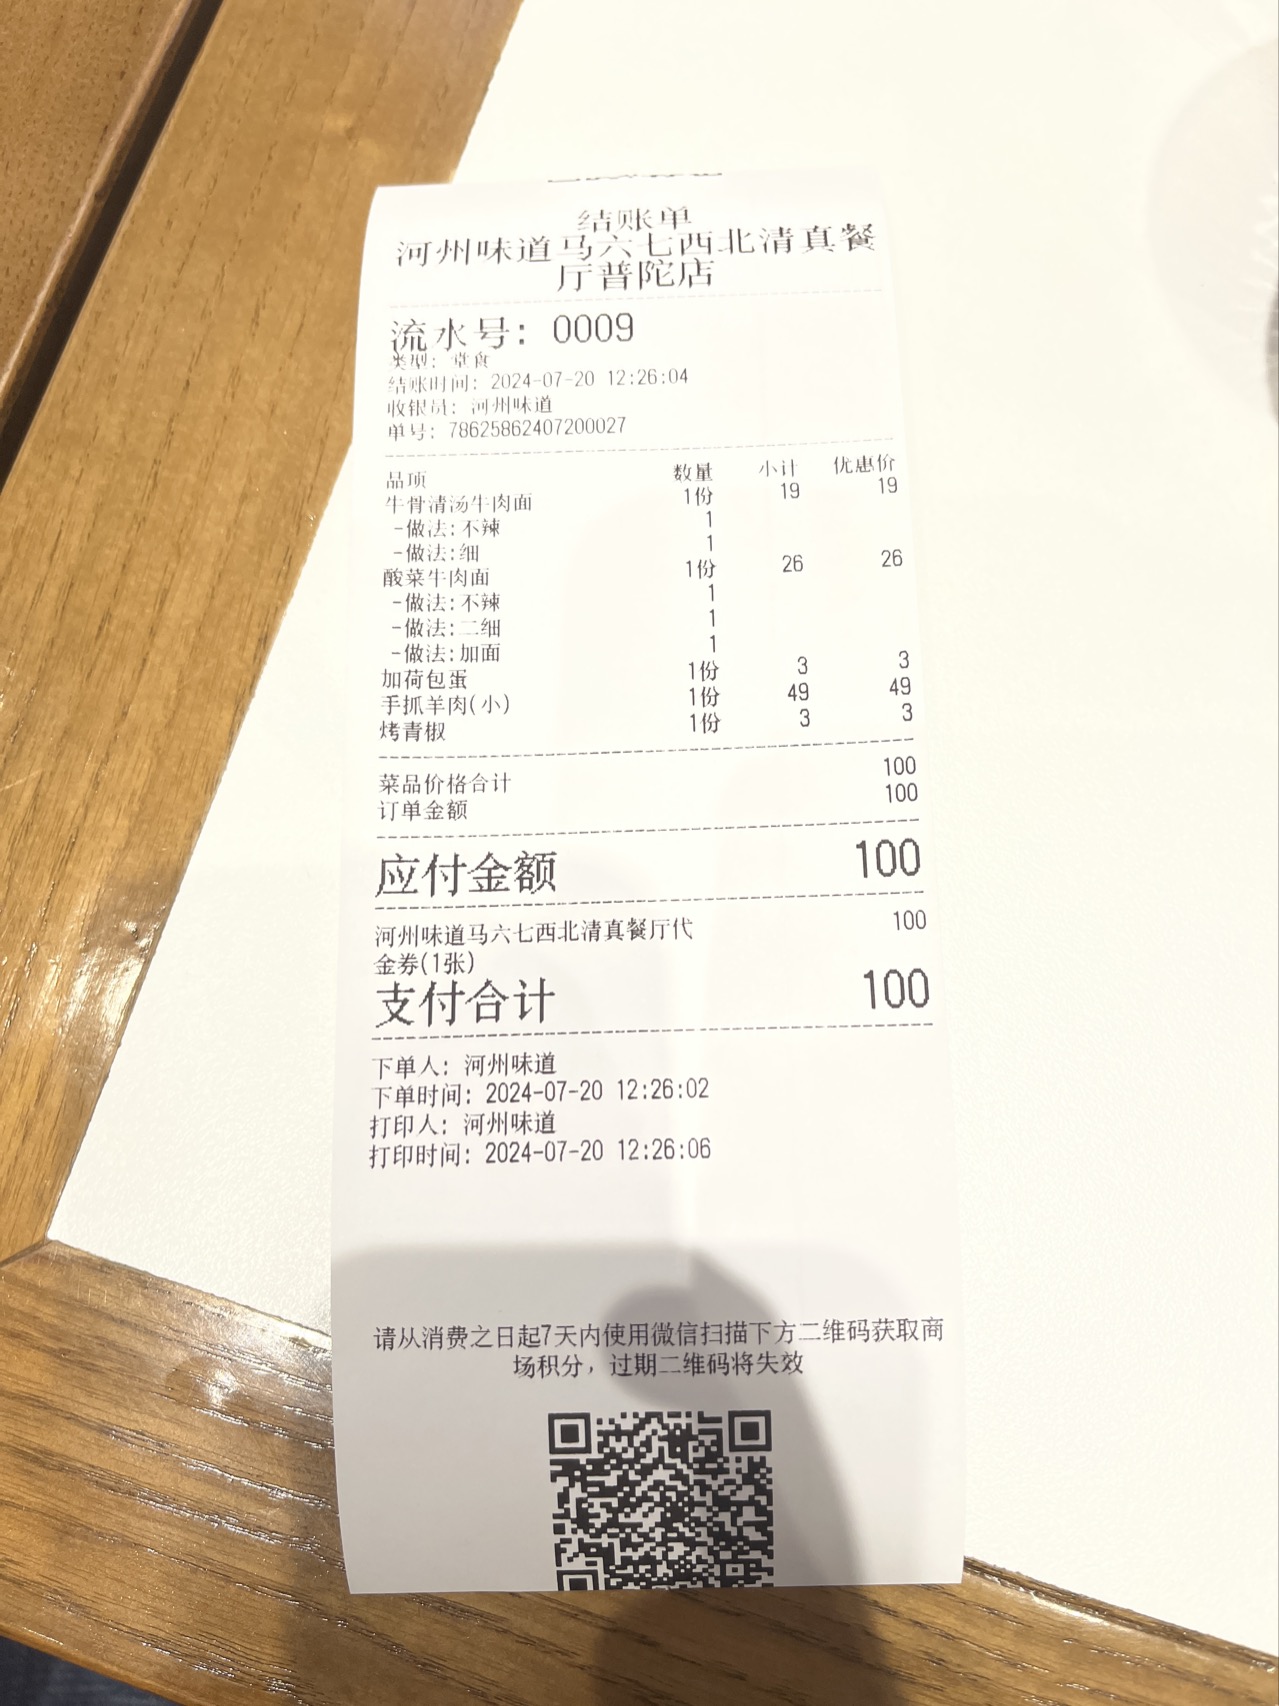 结账单
河州味道马六七西北清真餐
厅普陀店
流水号：0009
类型：堂食
结账时间：2024-07-20 12:26:04
收银员：河州味道
单号：78625862407200027
品项 数量 小计 优惠价
牛骨清汤牛肉面 1份 19 19
-做法:不辣 1
-做法:细 1
酸菜牛肉面 1份 26 26
-做法:不辣 1
-做法:二细 1
-做法:加面 1
加荷包蛋 1份 3 3
手抓羊肉(小) 1份 49 49
烤青椒 1份 3 3
菜品价格合计 100
订单金额 100
应付金额 100
河州味道马六七西北清真餐厅代 100
金券(1张)
支付合计 100
下单人：河州味道
下单时间：2024-07-20 12:26:02
打印人：河州味道
打印时间：2024-07-20 12:26:06
请从消费之日起7天内使用微信扫描下方二维码获取商
场积分，过期二维码将失效